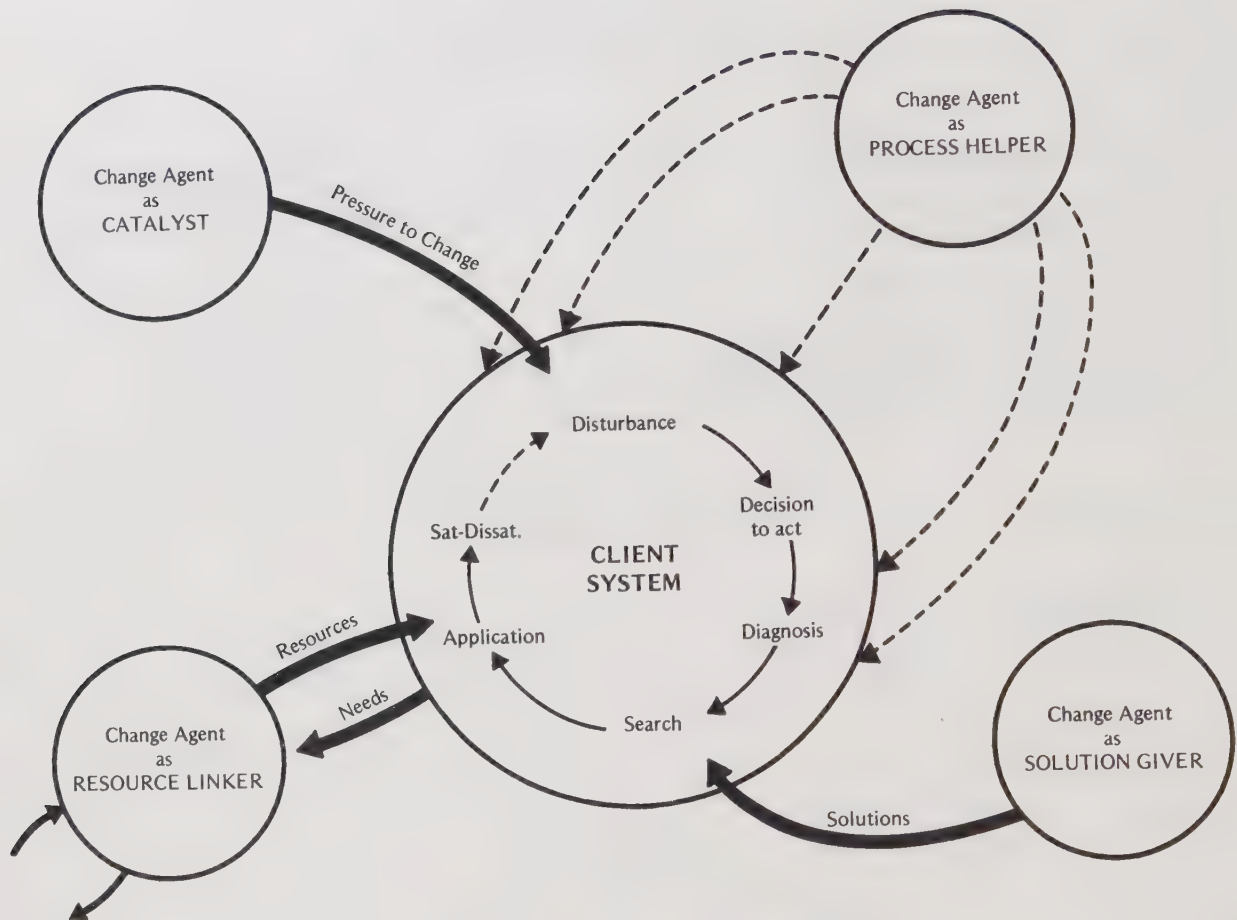 Change Agent
as
CATALYST
Pressure to Change
Change Agent
as
PROCESS HELPER
Disturbance
Decision
to act
Diagnosis
Search
Application
Sat-Dissat.
CLIENT
SYSTEM
Resources
Needs
Change Agent
as
RESOURCE LINKER
Solutions
Change Agent
as
SOLUTION GIVER